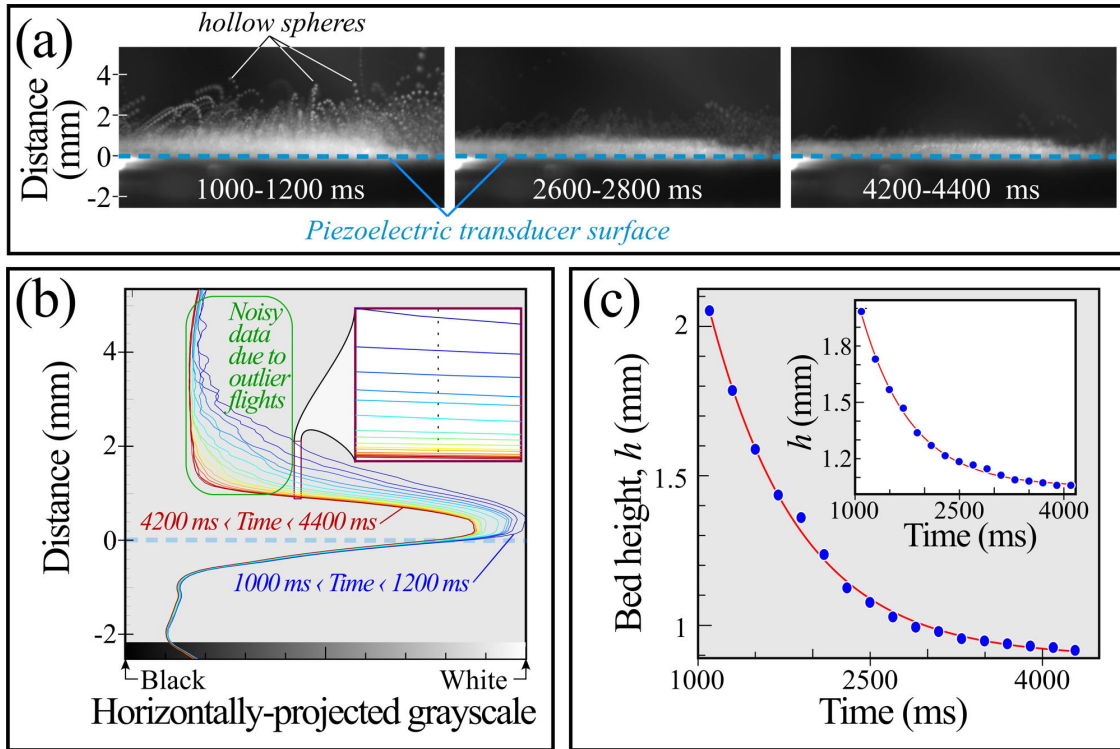 (a)
hollow spheres
Distance
(mm)
4
2
0
-2
1000-1200 ms
2600-2800 ms
4200-4400 ms
Piezoelectric transducer surface
(b)
Distance (mm)
4
2
0
-2
Noisy
data
due to
outlier
flights
4200 ms ‹ Time ‹ 4400 ms
1000 ms ‹ Time ‹ 1200 ms
Black
White
Horizontally-projected grayscale
(c)
Bed height, h (mm)
2
1.5
1
1000
2500
4000
Time (ms)
h (mm)
1.8
1.5
1.2
1000
2500
4000
Time (ms)